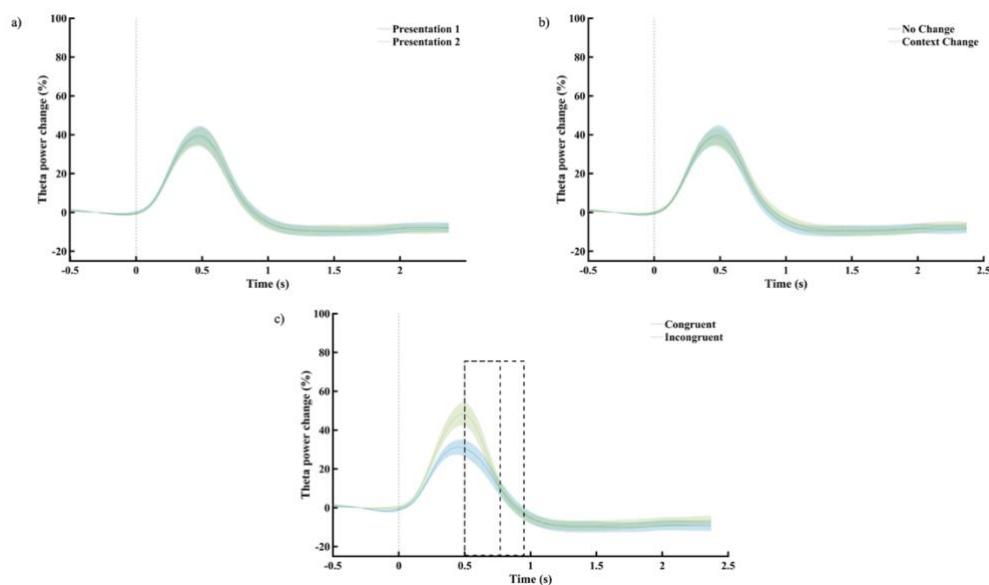 a)
Presentation 1
Presentation 2
Theta power change (%)
100
80
60
40
20
0
-20
-0.5 0 0.5 1 1.5 2
Time (s)
b)
No Change
Context Change
Theta power change (%)
100
80
60
40
20
0
-20
-0.5 0 0.5 1 1.5 2 2.5
Time (s)
c)
Congruent
Incongruent
Theta power change (%)
100
80
60
40
20
0
-20
-0.5 0 0.5 1 1.5 2 2.5
Time (s)